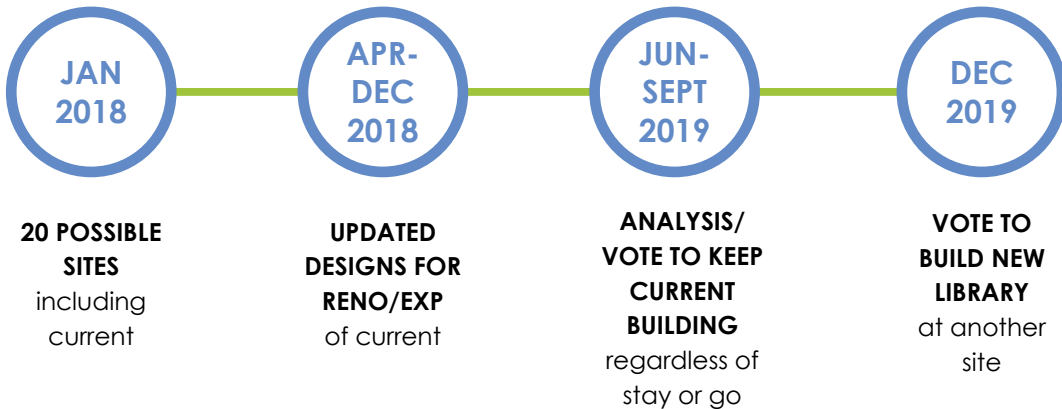 JAN
2018
20 POSSIBLE
SITES
including
current
APR-
DEC
2018
UPDATED
DESIGNS FOR
RENO/EXP
of current
JUN-
SEPT
2019
ANALYSIS/
VOTE TO KEEP
CURRENT
BUILDING
regardless of
stay or go
DEC
2019
VOTE TO
BUILD NEW
LIBRARY
at another
site